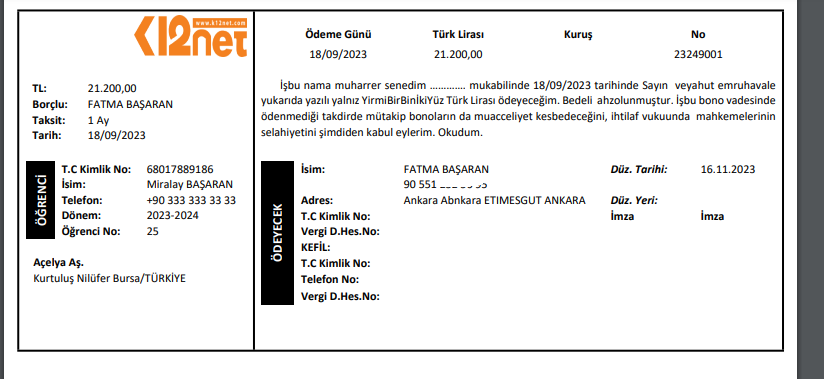 www.k12net.com
K12net
TL: 21.200,00
Borçlu: FATMA BAŞARAN
Taksit: 1 Ay
Tarih: 18/09/2023
ÖĞRENCİ
T.C Kimlik No: 68017889186
İsim: Miralay BAŞARAN
Telefon: +90 333 333 33 33
Dönem: 2023-2024
Öğrenci No: 25
Açelya Aş.
Kurtuluş Nilüfer Bursa/TÜRKİYE
Ödeme Günü Türk Lirası Kuruş No
18/09/2023 21.200,00 23249001
İşbu nama muharrer senedim ............. mukabilinde 18/09/2023 tarihinde Sayın veyahut emruhavale
yukarıda yazılı yalnız YirmiBirBinİkiYüz Türk Lirası ödeyeceğim. Bedeli ahzolunmuştur. İşbu bono vadesinde
ödenmediği takdirde mütakip bonoların da muacceliyet kesbedeceğini, ihtilaf vukuunda mahkemelerinin
selahiyetini şimdiden kabul eylerim. Okudum.
ÖDEYECEK
İsim: FATMA BAŞARAN Düz. Tarihi: 16.11.2023
90 551
Adres: Ankara Abnkara ETIMESGUT ANKARA Düz. Yeri:
T.C Kimlik No: İmza İmza
Vergi D.Hes.No:
KEFİL:
T.C Kimlik No:
Telefon No:
Vergi D.Hes.No: